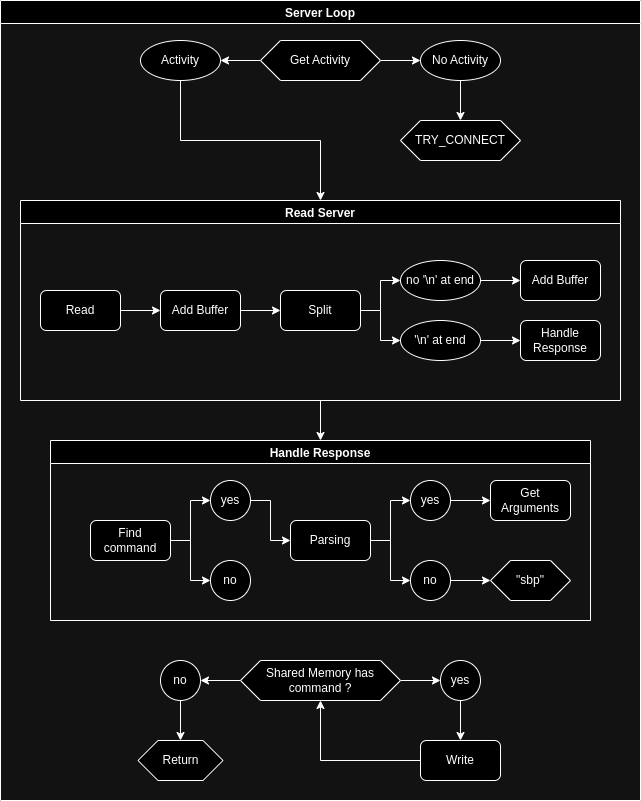 Server Loop
Activity
Get Activity
No Activity
TRY_CONNECT
Read Server
Read
Add Buffer
Split
no '\n' at end
Add Buffer
'\n' at end
Handle
Response
Handle Response
Find
command
yes
no
Parsing
yes
Get
Arguments
no
"sbp"
no
Shared Memory has
command ?
yes
Return
Write